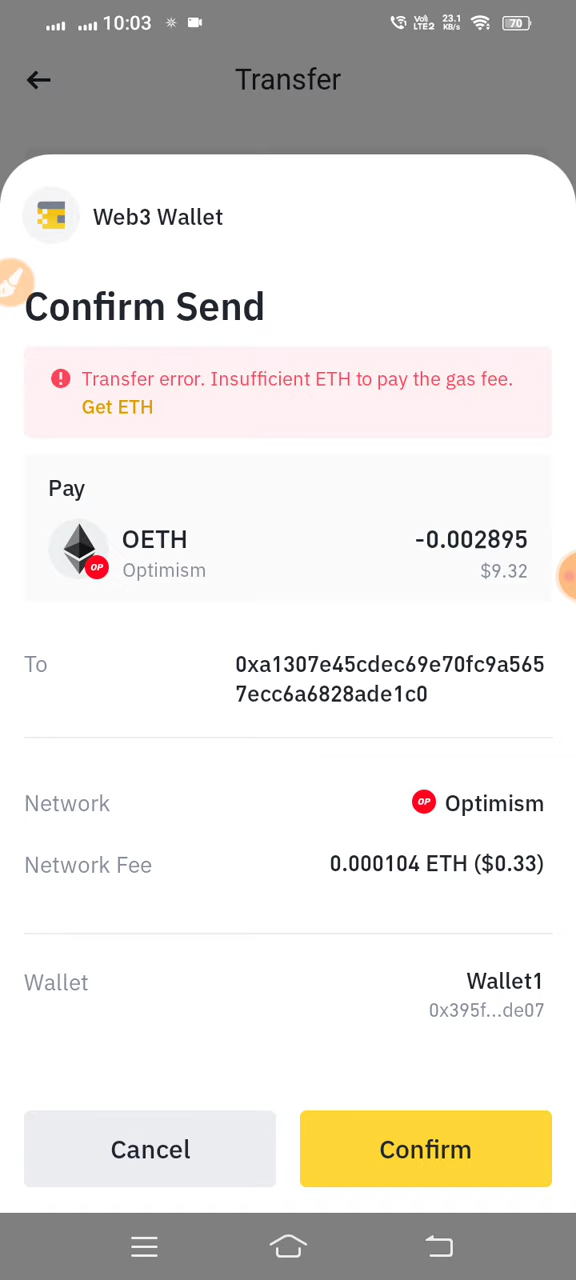 10:03
Voi)
LTE2
23.1
KB/s
70
Transfer
Web3 Wallet
Confirm Send
Transfer error. Insufficient ETH to pay the gas fee.
Get ETH
Pay
OETH
-0.002895
OP
Optimism
$9.32
To
0xa1307e45cdec69e70fc9a565
7ecc6a6828ade1c0
Network
OP Optimism
Network Fee
0.000104 ETH ($0.33)
Wallet
Wallet1
0x395f...de07
Cancel
Confirm